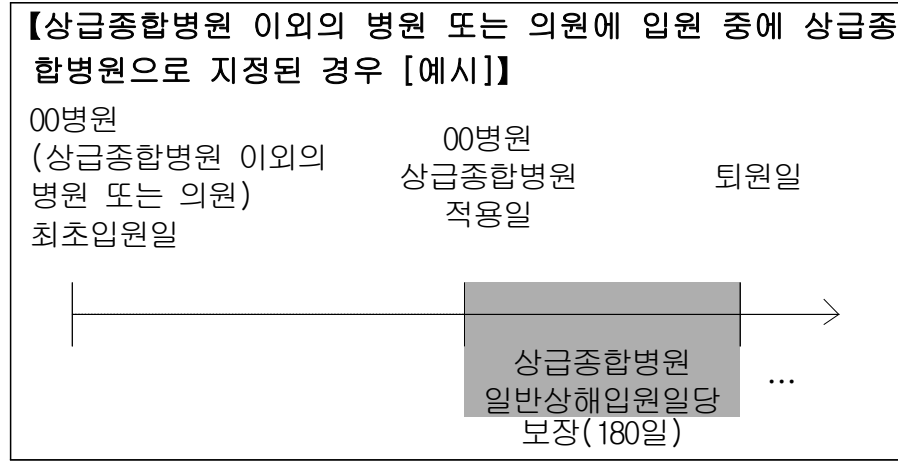 【상급종합병원 이외의 병원 또는 의원에 입원 중에 상급종
합병원으로 지정된 경우 [예시]】
00병원
(상급종합병원 이외의
병원 또는 의원)
최초입원일
00병원
상급종합병원
적용일
퇴원일
상급종합병원
일반상해입원일당
보장(180일)
…